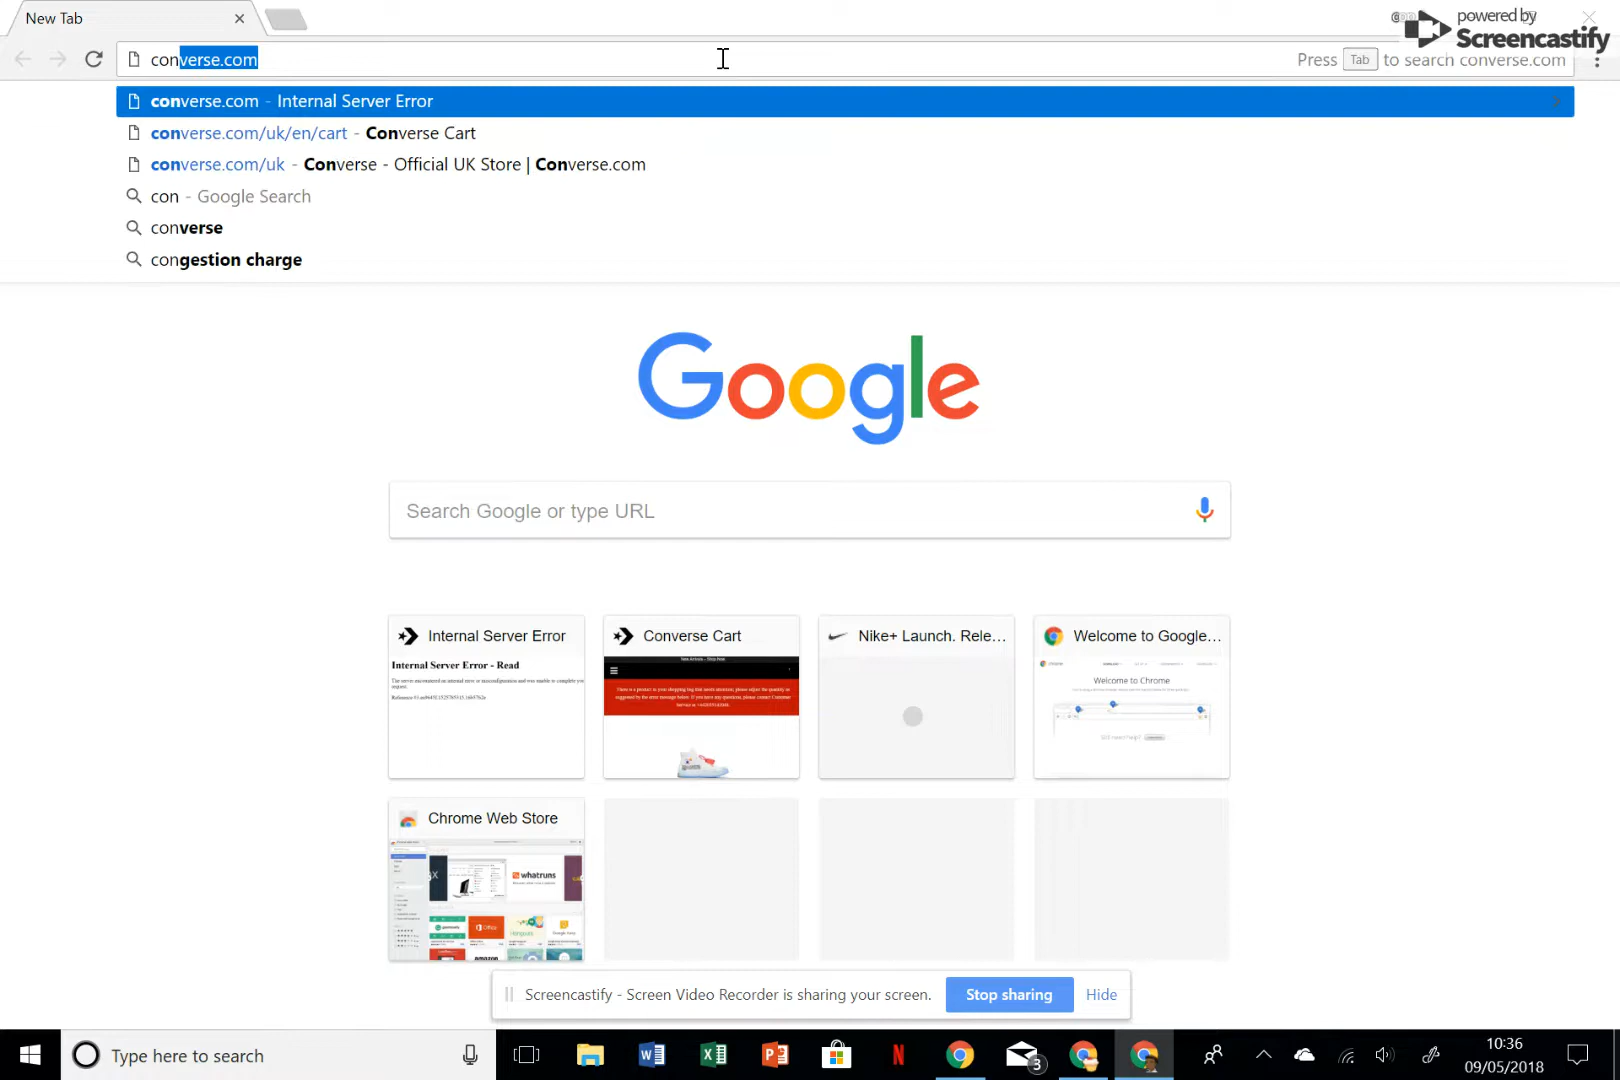 New Tab
powered by
Screencastify
converse.com
Press Tab to search converse.com
converse.com - Internal Server Error
converse.com/uk/en/cart - Converse Cart
converse.com/uk - Converse - Official UK Store | Converse.com
con - Google Search
converse
congestion charge
Google
Search Google or type URL
Internal Server Error
Converse Cart
Nike+ Launch. Rele...
Welcome to Google...
Internal Server Error - Read
Welcome to Chrome
Chrome Web Store
whatruns
Office
amazon
Screencastify - Screen Video Recorder is sharing your screen.
Stop sharing
Hide
Type here to search
3
10:36
09/05/2018